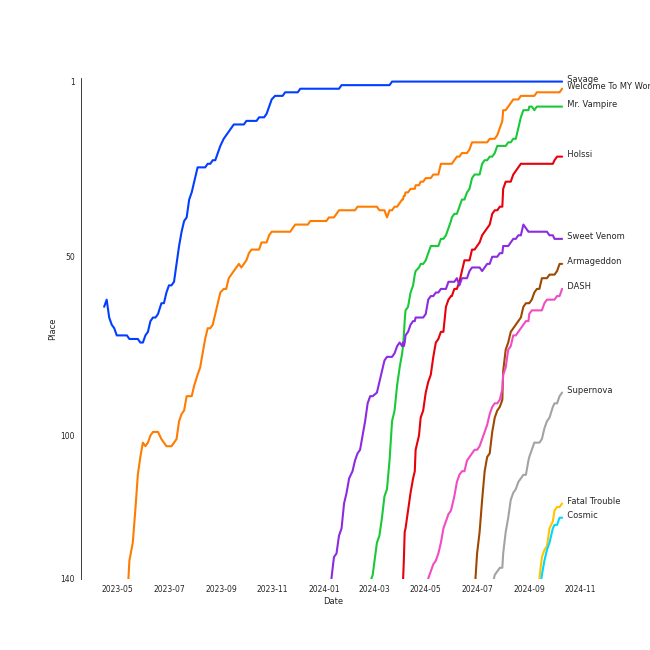 1
50
100
140
Place
Savage
Welcome To MY Wor
Mr. Vampire
Holssi
Sweet Venom
Armageddon
DASH
Supernova
Fatal Trouble
Cosmic
2023-05
2023-07
2023-09
2023-11
2024-01
2024-03
2024-05
2024-07
2024-09
2024-11
Date